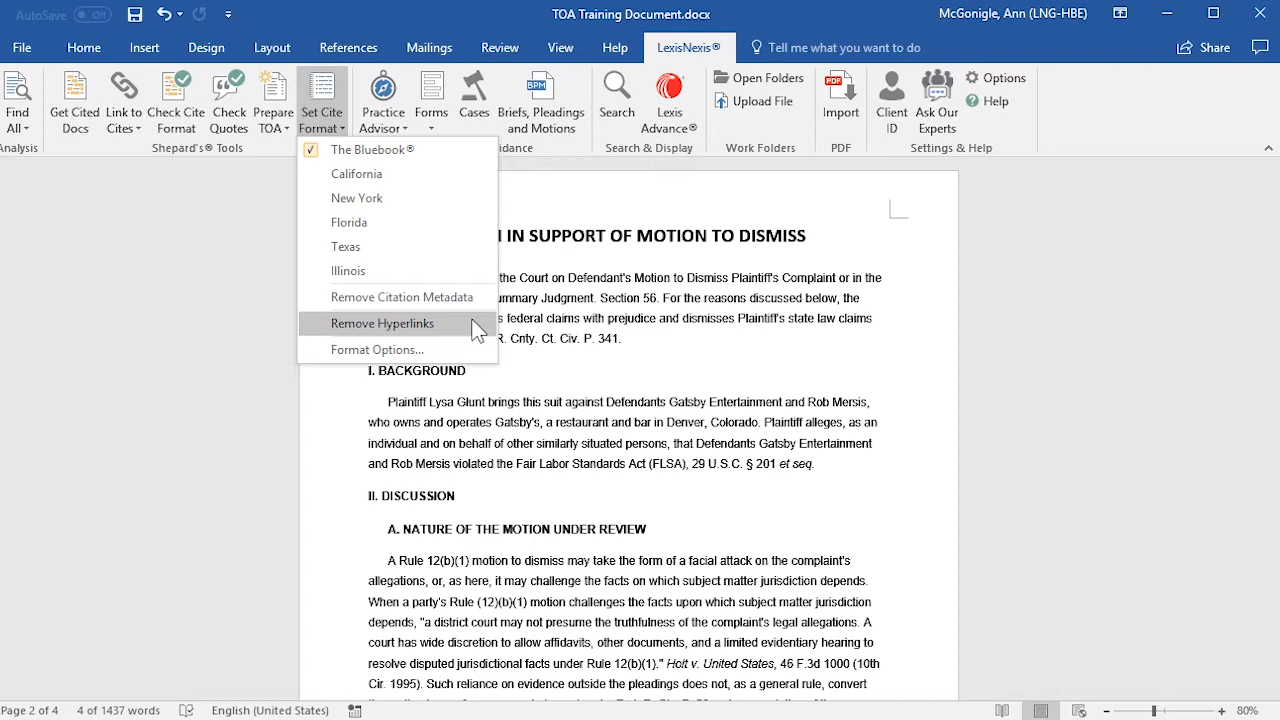 AutoSave Off
TOA Training Document.docx
McGonigle, Ann (LNG-HBE)
File Home Insert Design Layout References Mailings Review View Help LexisNexis® Tell me what you want to do Share
Find All
Get Cited Docs
Link to Cites
Check Cite Format
Check Quotes
Prepare TOA
Set Cite Format
Practice Advisor
Forms
Cases
Briefs, Pleadings and Motions
BPM
Search
Lexis Advance®
Open Folders
Upload File
PDF
Import
Client ID
Ask Our Experts
Options
Help
Analysis
Shepard's® Tools
dance
Search & Display
Work Folders
PDF
Settings & Help
The Bluebook®
California
New York
Florida
Texas
Illinois
Remove Citation Metadata
Remove Hyperlinks
Format Options...
IN SUPPORT OF MOTION TO DISMISS
the Court on Defendant's Motion to Dismiss Plaintiff's Complaint or in the
ummary Judgment. Section 56. For the reasons discussed below, the
s federal claims with prejudice and dismisses Plaintiff's state law claims
R. Cnty. Ct. Civ. P. 341.
I. BACKGROUND
Plaintiff Lysa Glunt brings this suit against Defendants Gatsby Entertainment and Rob Mersis,
who owns and operates Gatsby's, a restaurant and bar in Denver, Colorado. Plaintiff alleges, as an
individual and on behalf of other similarly situated persons, that Defendants Gatsby Entertainment
and Rob Mersis violated the Fair Labor Standards Act (FLSA), 29 U.S.C. § 201 et seq.
II. DISCUSSION
A. NATURE OF THE MOTION UNDER REVIEW
A Rule 12(b)(1) motion to dismiss may take the form of a facial attack on the complaint's
allegations, or, as here, it may challenge the facts on which subject matter jurisdiction depends.
When a party's Rule (12)(b)(1) motion challenges the facts upon which subject matter jurisdiction
depends, "a district court may not presume the truthfulness of the complaint's legal allegations. A
court has wide discretion to allow affidavits, other documents, and a limited evidentiary hearing to
resolve disputed jurisdictional facts under Rule 12(b)(1)." Holt v. United States, 46 F.3d 1000 (10th
Cir. 1995). Such reliance on evidence outside the pleadings does not, as a general rule, convert
Page 2 of 4 4 of 1437 words English (United States) 80%